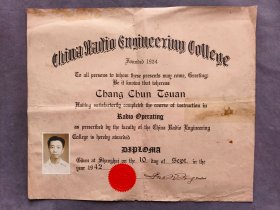 China Radio Engineering College
Founded 1924
To all persons to whom these presents may come, Greeting:
Be it known that whereas
Chang Chun Tsuan
Having satisfactorily completed the course of instruction in
Radio Operating
as prescribed by the faculty of the China Radio Engineering
College is hereby awarded
DIPLOMA
Given at Shanghai on the 10. day of Sept. in the
year 1942